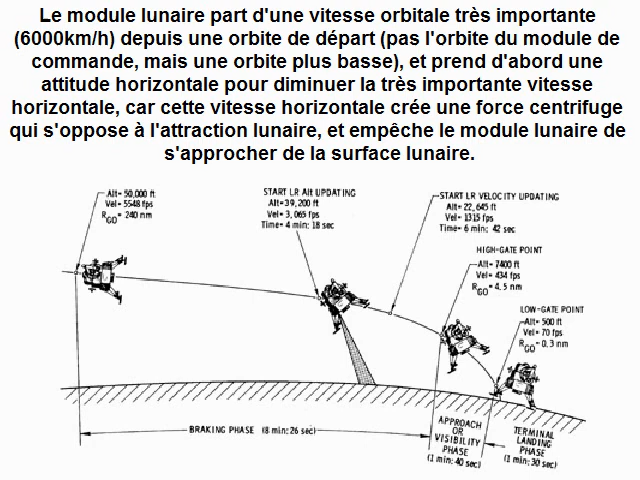 Le module lunaire part d'une vitesse orbitale très importante
(6000km/h) depuis une orbite de départ (pas l'orbite du module de
commande, mais une orbite plus basse), et prend d'abord une
attitude horizontale pour diminuer la très importante vitesse
horizontale, car cette vitesse horizontale crée une force centrifuge
qui s'oppose à l'attraction lunaire, et empêche le module lunaire de
s'approcher de la surface lunaire.
Alt= 50,000 ft
Vel= 5548 fps
RGO = 240 nm
START LR Alt UPDATING
Alt= 39,200 ft
Vel= 3,065 fps
Time= 4 min: 18 sec
START LR VELOCITY UPDATING
Alt= 22,645 ft
Vel= 1315 fps
Time= 6 min: 42 sec
HIGH-GATE POINT
Alt= 7400 ft
Vel= 434 fps
RGO= 4.5 nm
LOW-GATE POINT
Alt= 500 ft
Vel= 70 fps
RGO= 0.3 nm
BRAKING PHASE (8 min: 26 sec)
APPROACH
OR
VISIBILITY
PHASE
(1 min: 40 sec)
TERMINAL
LANDING
PHASE
(1 min: 30 sec)